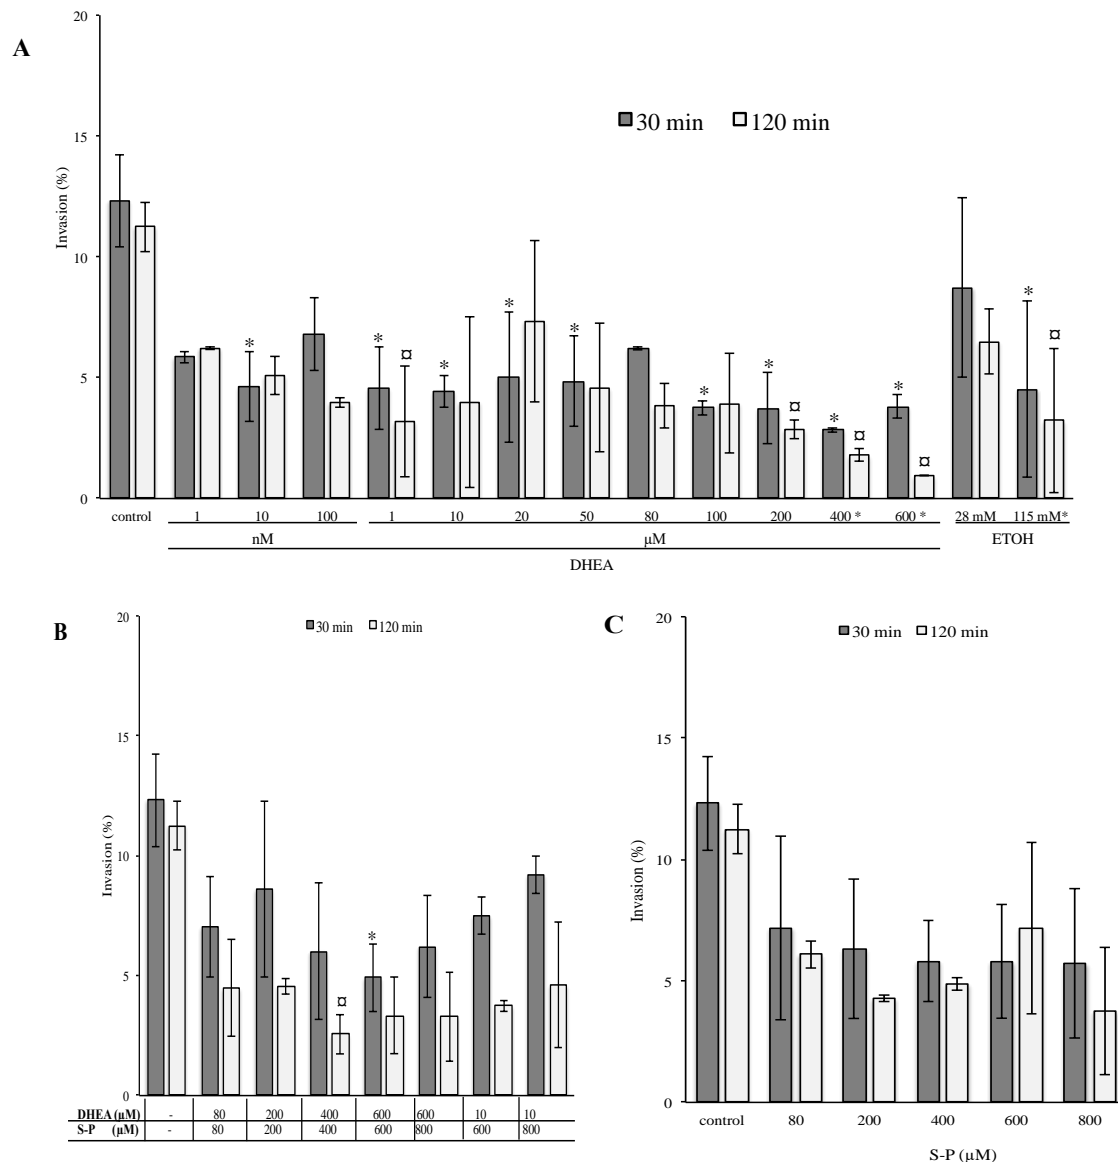 A
20
15
10
5
0
Invasion (%)
30 min 120 min
* * ¤ * * * * * ¤ * ¤ * ¤ * ¤
control 1 10 100 1 10 20 50 80 100 200 400 * 600 * 28 mM 115 mM*
nM µM ETOH
DHEA
B
20
15
10
5
0
Invasion (%)
30 min 120 min
¤ *
DHEA (µM) - 80 200 400 600 600 10 10
S-P (µM) - 80 200 400 600 800 600 800
C
20
15
10
5
0
Invasion (%)
30 min 120 min
control 80 200 400 600 800
S-P (µM)